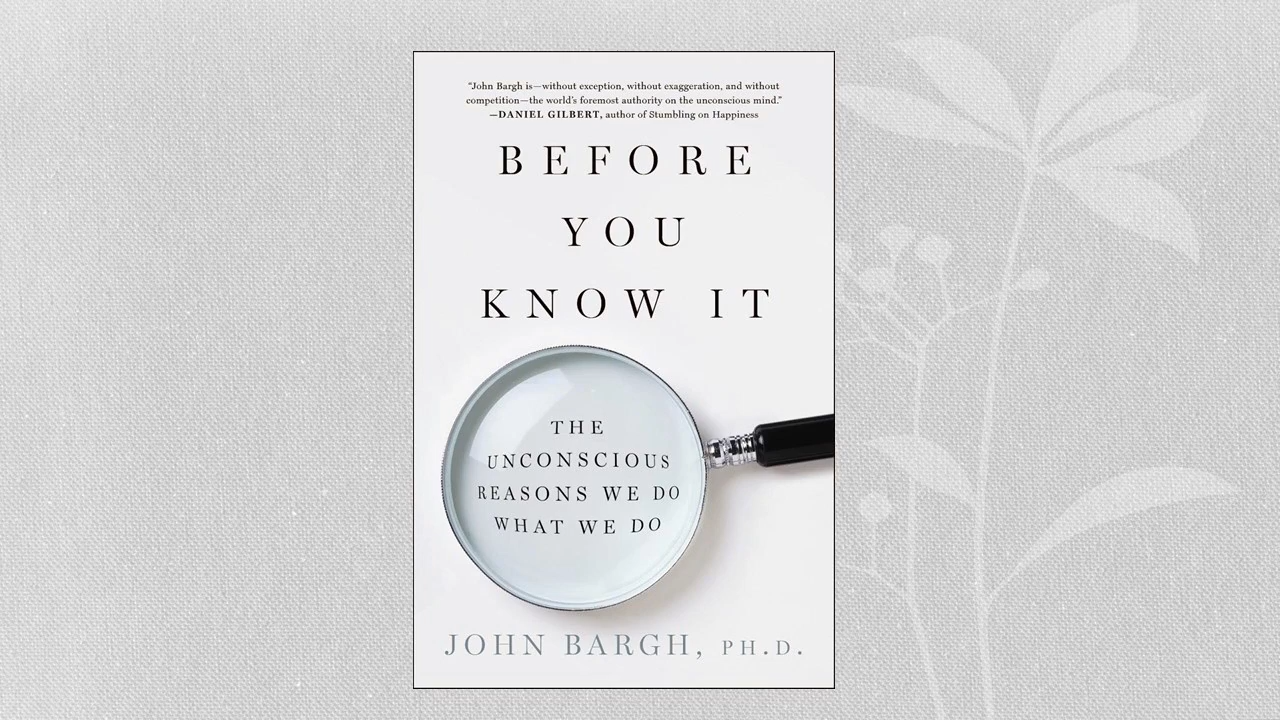 “John Bargh is—without exception, without exaggeration, and without
competition—the world’s foremost authority on the unconscious mind.”
—DANIEL GILBERT, author of Stumbling on Happiness
BEFORE
YOU
KNOW IT
THE
UNCONSCIOUS
REASONS WE DO
WHAT WE DO
JOHN BARGH, PH.D.